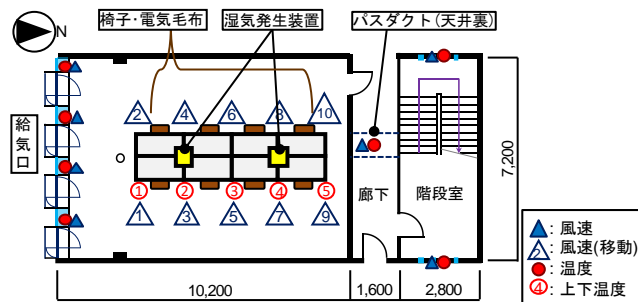 椅子・電気毛布
湿気発生装置
パスダクト(天井裏)
N
2
4
6
8
10
給気口
1
2
3
4
5
1
3
5
7
9
廊下
階段室
7,200
10,200
1,600
2,800
:風速
2
:風速(移動)
:温度
4
:上下温度